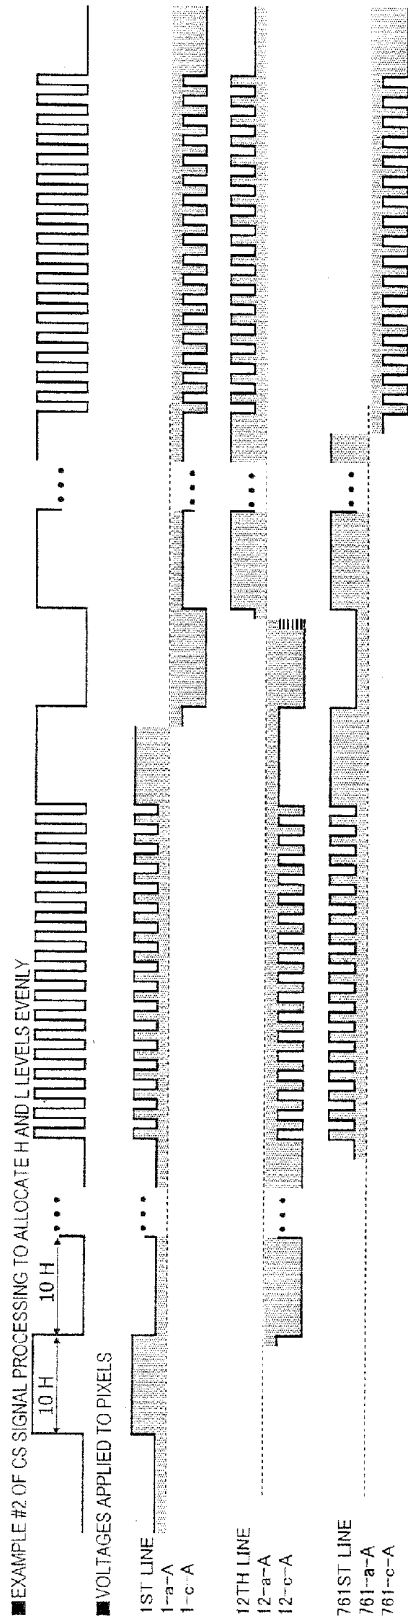 ■ EXAMPLE #2 OF CS SIGNAL PROCESSING TO ALLOCATE H AND L LEVELS EVENLY
10 H
10 H
■ VOLTAGES APPLIED TO PIXELS
1ST LINE
1-a-A
1-c-A
12TH LINE
12-a-A
12-c-A
761ST LINE
761-a-A
761-c-A